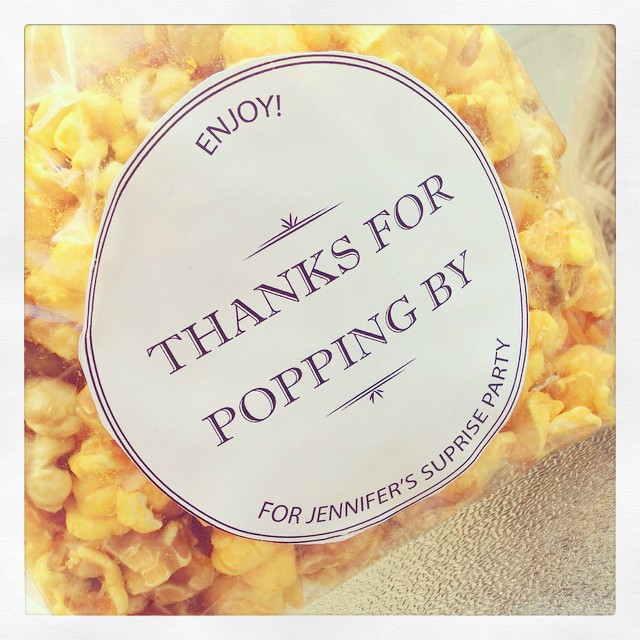 ENJOY!
THANKS FOR
POPPING BY
FOR JENNIFER'S SUPRISE PARTY